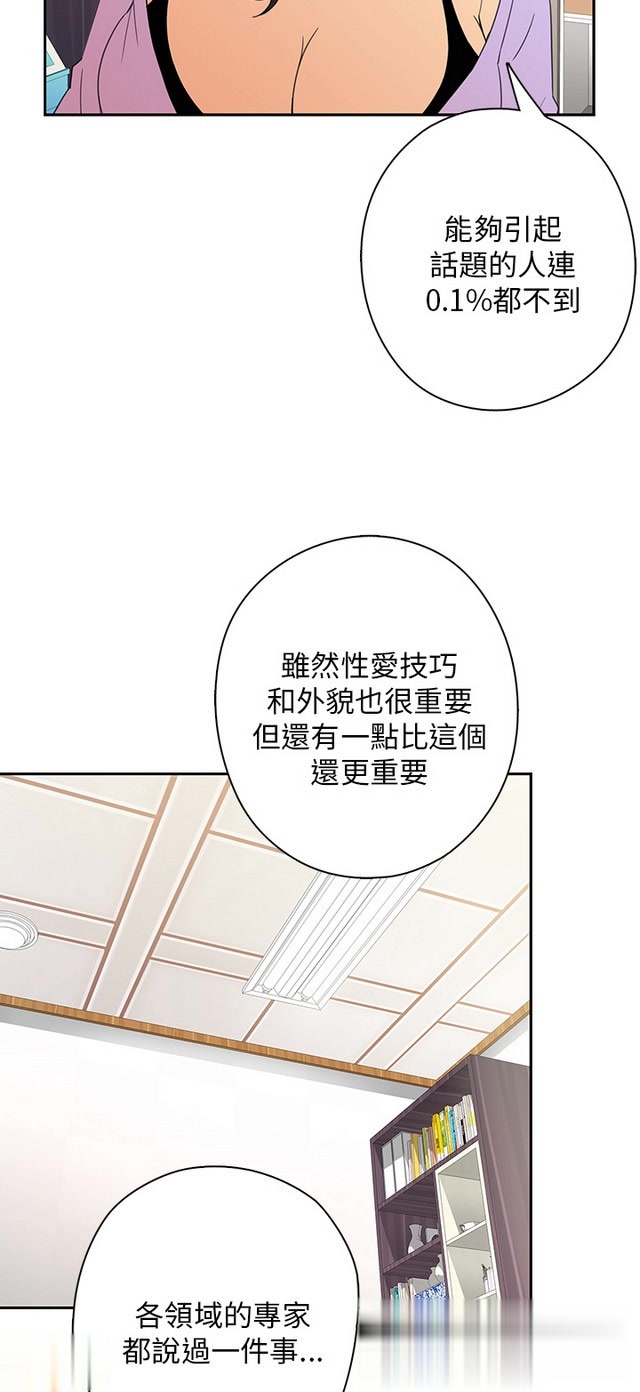 能夠引起
話題的人連
0.1%都不到
雖然性愛技巧
和外貌也很重要
但還有一點比這個
還更重要
各領域的專家
都說過一件事...